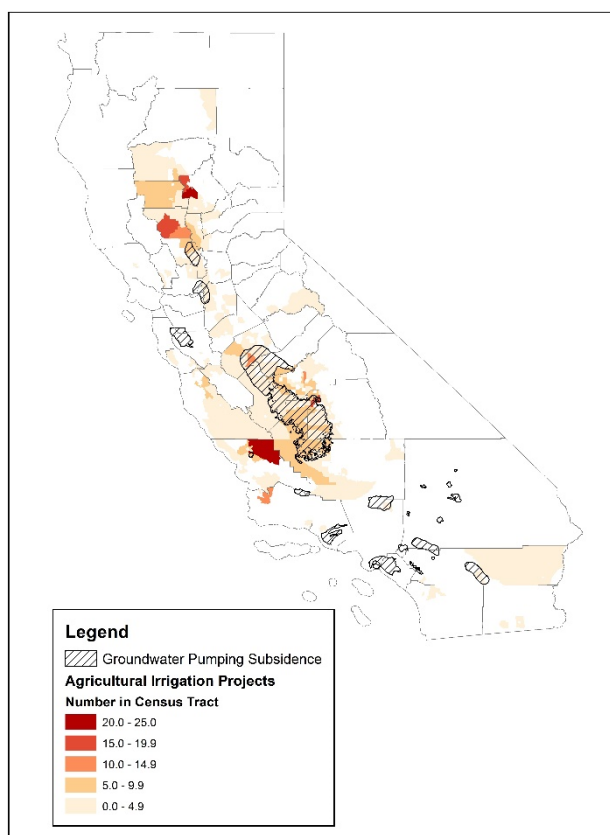 Legend
Groundwater Pumping Subsidence
Agricultural Irrigation Projects
Number in Census Tract
20.0 - 25.0
15.0 - 19.9
10.0 - 14.9
5.0 - 9.9
0.0 - 4.9